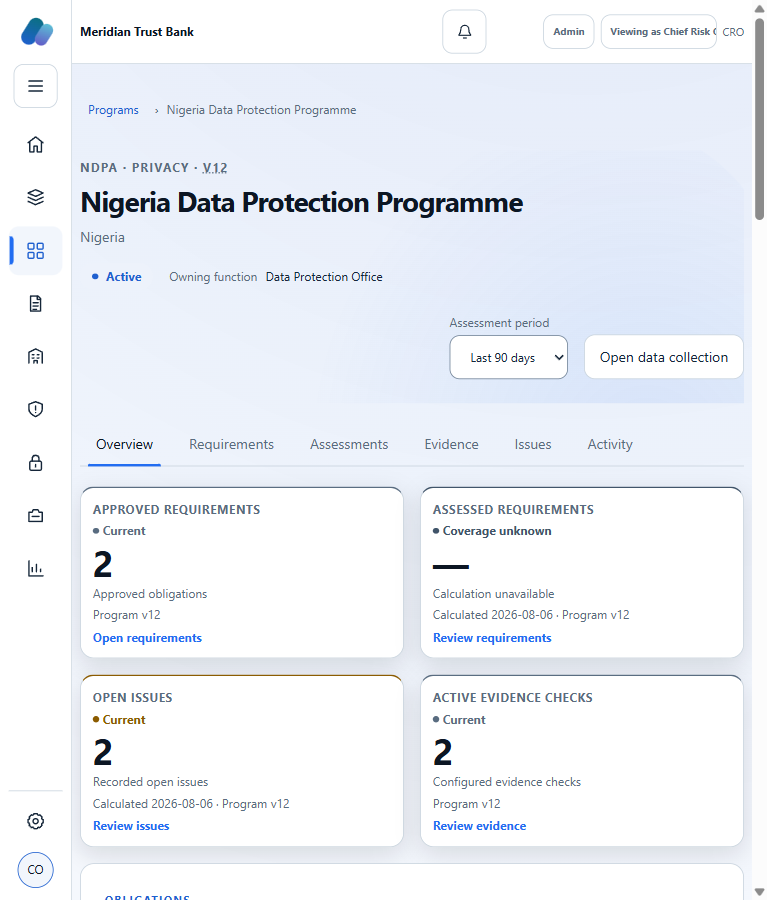 Meridian Trust Bank
Admin
Viewing as Chief Risk
CRO
Programs › Nigeria Data Protection Programme
NDPA · PRIVACY · V12
Nigeria Data Protection Programme
Nigeria
Active
Owning function Data Protection Office
Assessment period
Last 90 days
Open data collection
Overview
Requirements
Assessments
Evidence
Issues
Activity
APPROVED REQUIREMENTS
Current
2
Approved obligations
Program v12
Open requirements
ASSESSED REQUIREMENTS
Coverage unknown
—
Calculation unavailable
Calculated 2026-08-06 · Program v12
Review requirements
OPEN ISSUES
Current
2
Recorded open issues
Calculated 2026-08-06 · Program v12
Review issues
ACTIVE EVIDENCE CHECKS
Current
2
Configured evidence checks
Program v12
Review evidence
CO
OBLIGATIONS